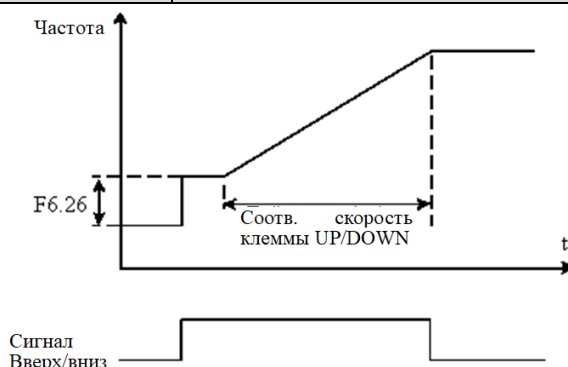 Частота
F6.26
Соотв. скорость
клеммы UP/DOWN
t
Сигнал
Вверх/вниз